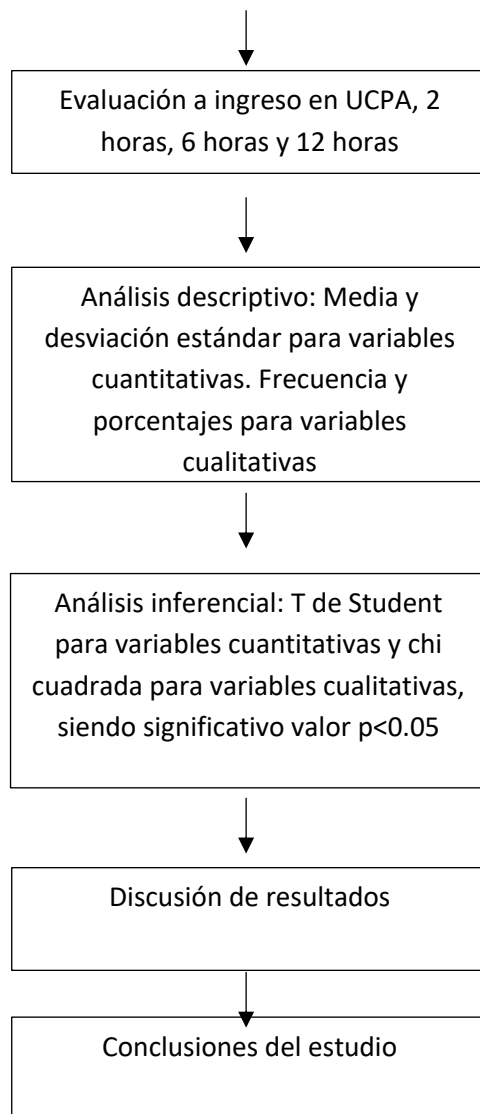 Evaluación a ingreso en UCPA, 2
horas, 6 horas y 12 horas
Análisis descriptivo: Media y
desviación estándar para variables
cuantitativas. Frecuencia y
porcentajes para variables
cualitativas
Análisis inferencial: T de Student
para variables cuantitativas y chi
cuadrada para variables cualitativas,
siendo significativo valor p<0.05
Discusión de resultados
Conclusiones del estudio